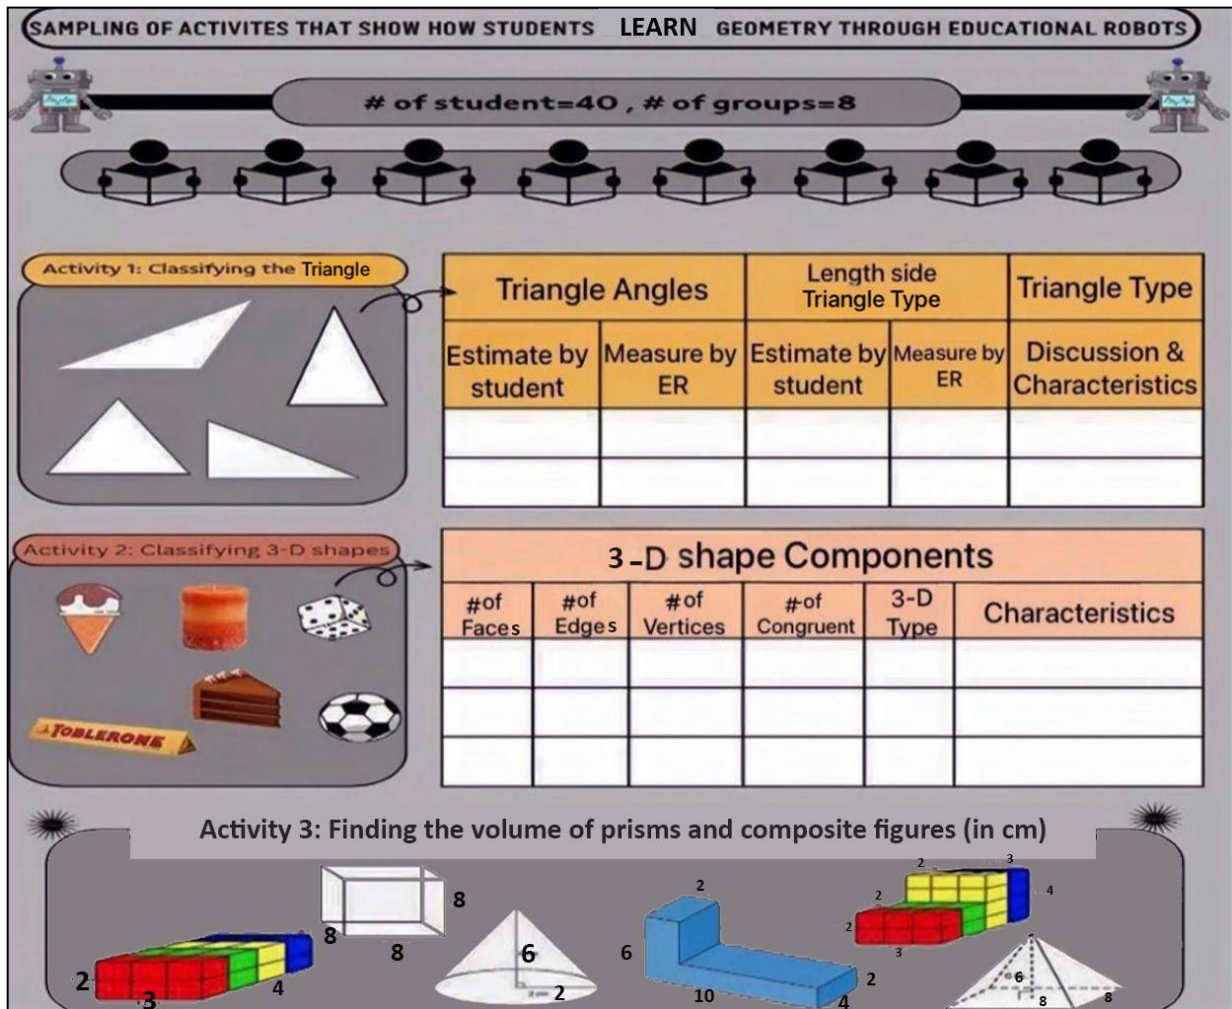 SAMPLING OF ACTIVITES THAT SHOW HOW STUDENTS LEARN GEOMETRY THROUGH EDUCATIONAL ROBOTS
# of student=40 , # of groups=8
Activity 1: Classifying the Triangle
Triangle Angles
Length side
Triangle Type
Triangle Type
Estimate by
student
Measure by
ER
Estimate by
student
Measure by
ER
Discussion &
Characteristics
Activity 2: Classifying 3-D shapes
TOBLERONE
3-D shape Components
#of
Faces
#of
Edges
#of
Vertices
#of
Congruent
3-D
Type
Characteristics
Activity 3: Finding the volume of prisms and composite figures (in cm)
2
3
4
8
8
8
6
2
2
6
10
2
4
2
3
4
2
2
3
6
8
8